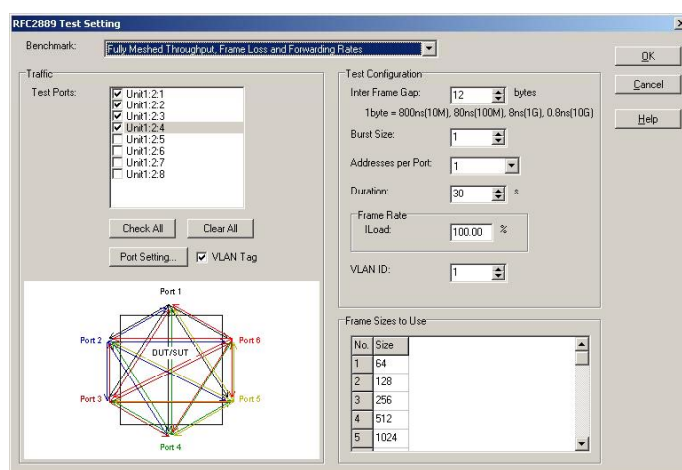 RFC2889 Test Setting
Benchmark:
Fully Meshed Throughput, Frame Loss and Forwarding Rates
OK
Cancel
Help
Traffic
Test Ports:
Unit1:2:1
Unit1:2:2
Unit1:2:3
Unit1:2:4
Unit1:2:5
Unit1:2:6
Unit1:2:7
Unit1:2:8
Check All
Clear All
Port Setting...
VLAN Tag
Port 1
Port 2
Port 6
DUT/SUT
Port 3
Port 5
Port 4
Test Configuration
Inter Frame Gap:
12
bytes
1byte = 800ns(10M), 80ns(100M), 8ns(1G), 0.8ns(10G)
Burst Size:
1
Addresses per Port:
1
Duration:
30
s
Frame Rate
ILoad:
100.00
%
VLAN ID:
1
Frame Sizes to Use
No. Size
1 64
2 128
3 256
4 512
5 1024